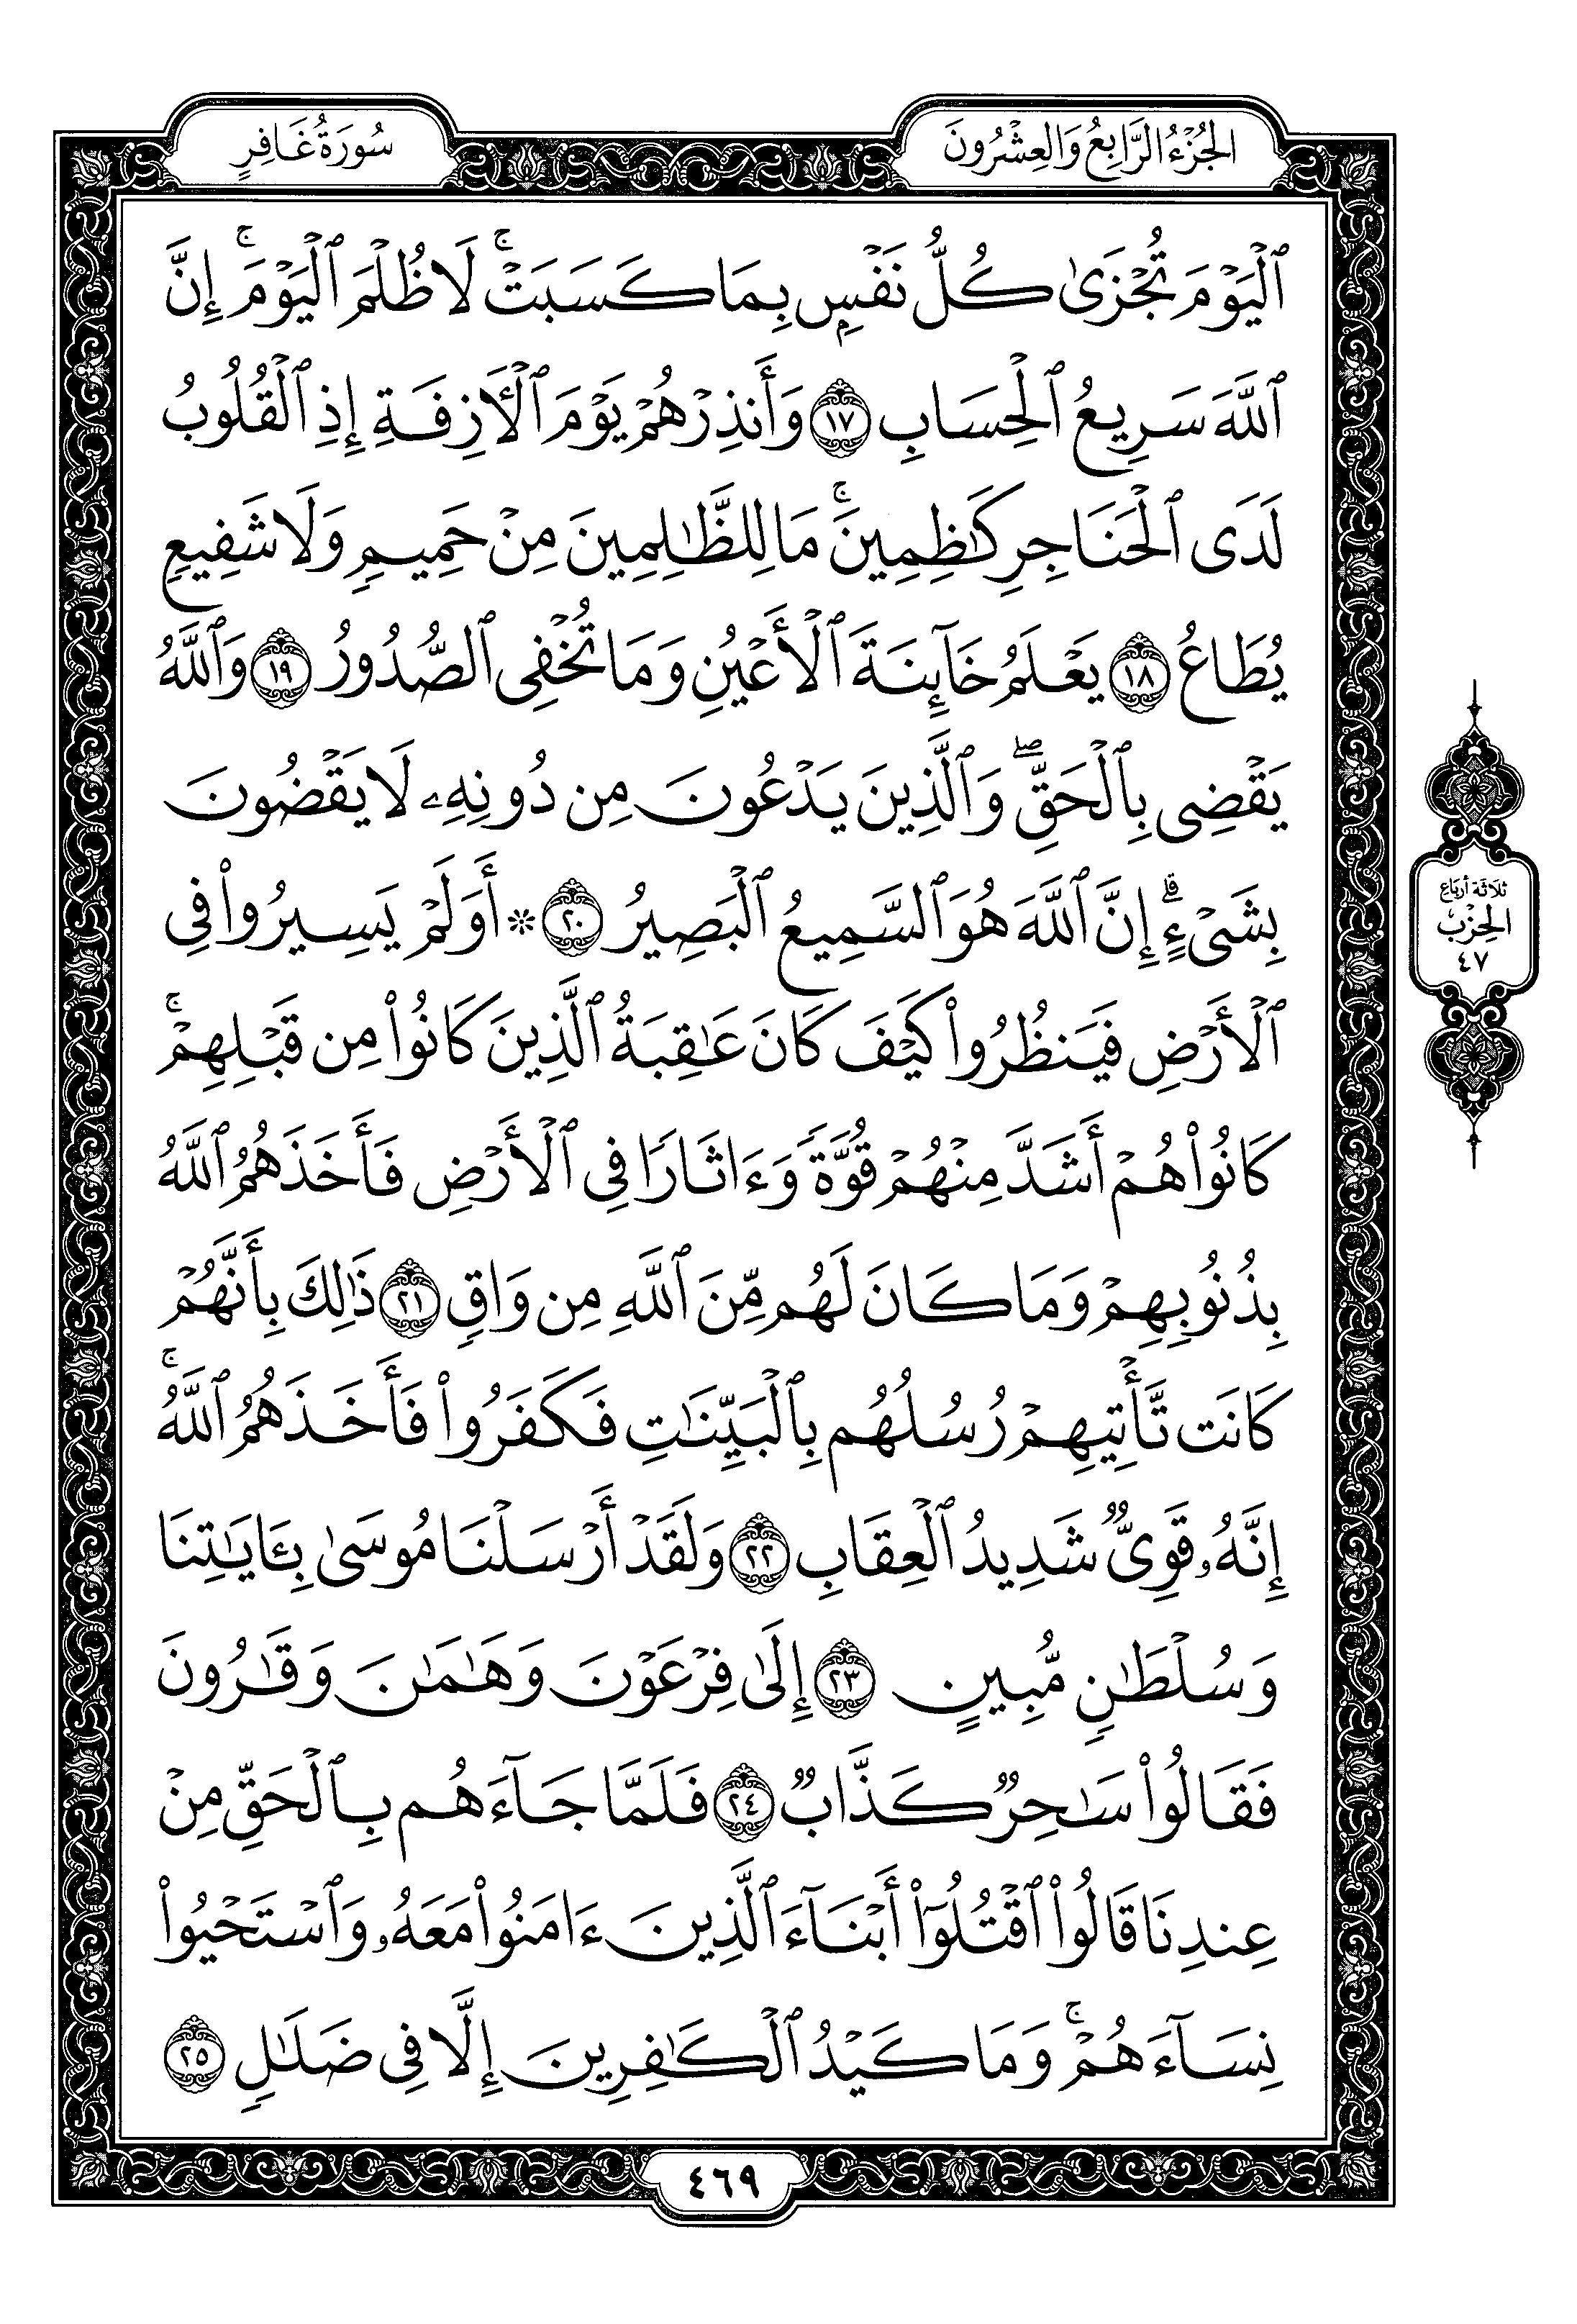 الجُزْءُ الرَّابِعُ وَالعِشْرُونَ
سُورَةُ غَافِرٍ
ٱلۡيَوۡمَ تُجۡزَىٰ كُلُّ نَفۡسِۭ بِمَا كَسَبَتۡۚ لَا ظُلۡمَ ٱلۡيَوۡمَۚ إِنَّ
ٱللَّهَ سَرِيعُ ٱلۡحِسَابِ ١٧ وَأَنذِرۡهُمۡ يَوۡمَ ٱلۡأٓزِفَةِ إِذِ ٱلۡقُلُوبُ
لَدَى ٱلۡحَنَاجِرِ كَٰظِمِينَۚ مَا لِلظَّٰلِمِينَ مِنۡ حَمِيمٖ وَلَا شَفِيعٖ
يُطَاعُ ١٨ يَعۡلَمُ خَآئِنَةَ ٱلۡأَعۡيُنِ وَمَا تُخۡفِي ٱلصُّدُورُ ١٩ وَٱللَّهُ
يَقۡضِي بِٱلۡحَقِّۖ وَٱلَّذِينَ يَدۡعُونَ مِن دُونِهِۦ لَا يَقۡضُونَ
بِشَيۡءٍۗ إِنَّ ٱللَّهَ هُوَ ٱلسَّمِيعُ ٱلۡبَصِيرُ ٢٠ * أَوَلَمۡ يَسِيرُواْ فِي
ٱلۡأَرۡضِ فَيَنظُرُواْ كَيۡفَ كَانَ عَٰقِبَةُ ٱلَّذِينَ كَانُواْ مِن قَبۡلِهِمۡۚ
كَانُواْ هُمۡ أَشَدَّ مِنۡهُمۡ قُوَّةٗ وَءَاثَارٗا فِي ٱلۡأَرۡضِ فَأَخَذَهُمُ ٱللَّهُ
بِذُنُوبِهِمۡ وَمَا كَانَ لَهُم مِّنَ ٱللَّهِ مِن وَاقٖ ٢١ ذَٰلِكَ بِأَنَّهُمۡ
كَانَت تَّأۡتِيهِمۡ رُسُلُهُم بِٱلۡبَيِّنَٰتِ فَكَفَرُواْ فَأَخَذَهُمُ ٱللَّهُۚ
إِنَّهُۥ قَوِيّٞ شَدِيدُ ٱلۡعِقَابِ ٢٢ وَلَقَدۡ أَرۡسَلۡنَا مُوسَىٰ بِـَٔايَٰتِنَا
وَسُلۡطَٰنٖ مُّبِينٍ ٢٣ إِلَىٰ فِرۡعَوۡنَ وَهَٰمَٰنَ وَقَٰرُونَ
فَقَالُواْ سَٰحِرٞ كَذَّابٞ ٢٤ فَلَمَّا جَآءَهُم بِٱلۡحَقِّ مِنۡ
عِندِنَا قَالُواْ ٱقۡتُلُوٓاْ أَبۡنَآءَ ٱلَّذِينَ ءَامَنُواْ مَعَهُۥ وَٱسۡتَحۡيُواْ
نِسَآءَهُمۡۚ وَمَا كَيۡدُ ٱلۡكَٰفِرِينَ إِلَّا فِي ضَلَٰلٖ ٢٥
ثَلَاثَة أَربَاع
الحِزْب
٤٧
٤٦٩